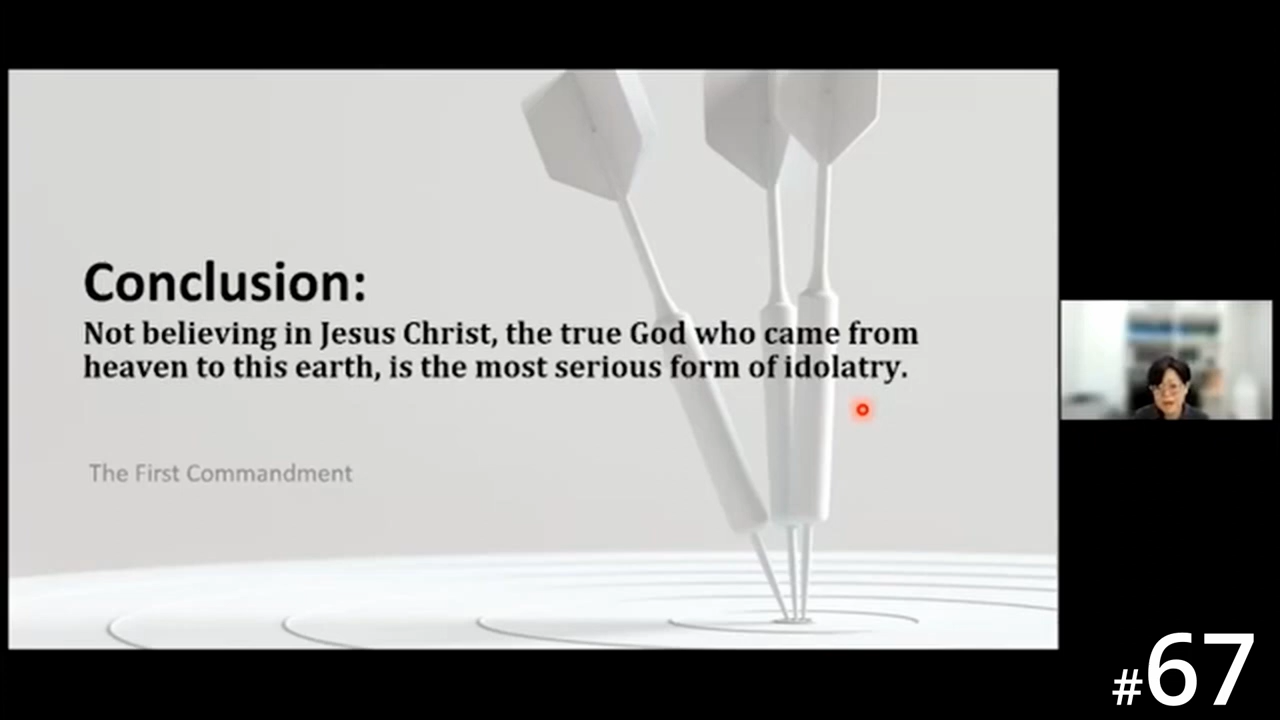 Conclusion:
Not believing in Jesus Christ, the true God who came from
heaven to this earth, is the most serious form of idolatry.
The First Commandment
#67